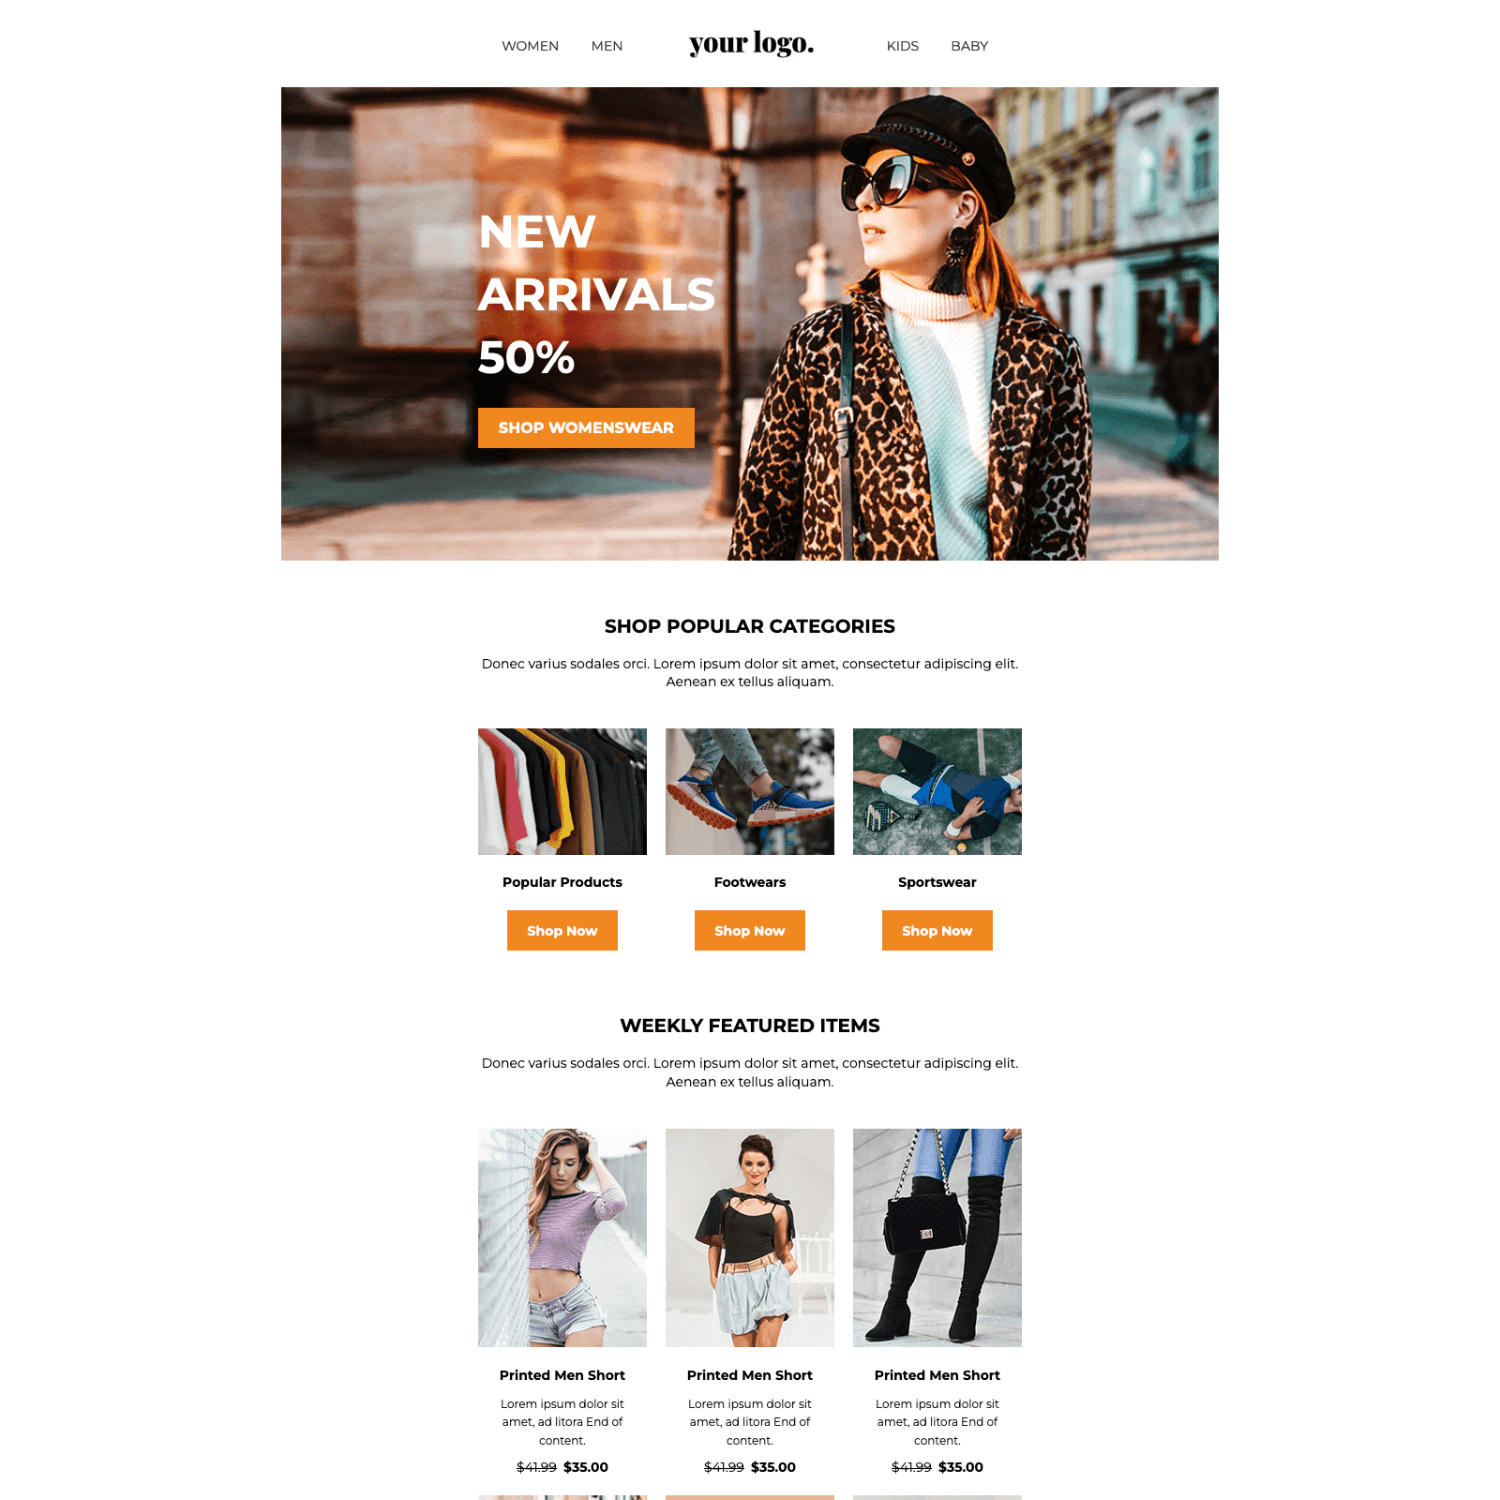 WOMEN MEN your logo. KIDS BABY
NEW
ARRIVALS
50%
SHOP WOMENSWEAR
SHOP POPULAR CATEGORIES
Donec varius sodales orci. Lorem ipsum dolor sit amet, consectetur adipiscing elit.
Aenean ex tellus aliquam.
Popular Products
Shop Now
Footwears
Shop Now
Sportswear
Shop Now
WEEKLY FEATURED ITEMS
Donec varius sodales orci. Lorem ipsum dolor sit amet, consectetur adipiscing elit.
Aenean ex tellus aliquam.
Printed Men Short
Lorem ipsum dolor sit
amet, ad litora End of
content.
$41.99 $35.00
Printed Men Short
Lorem ipsum dolor sit
amet, ad litora End of
content.
$41.99 $35.00
Printed Men Short
Lorem ipsum dolor sit
amet, ad litora End of
content.
$41.99 $35.00